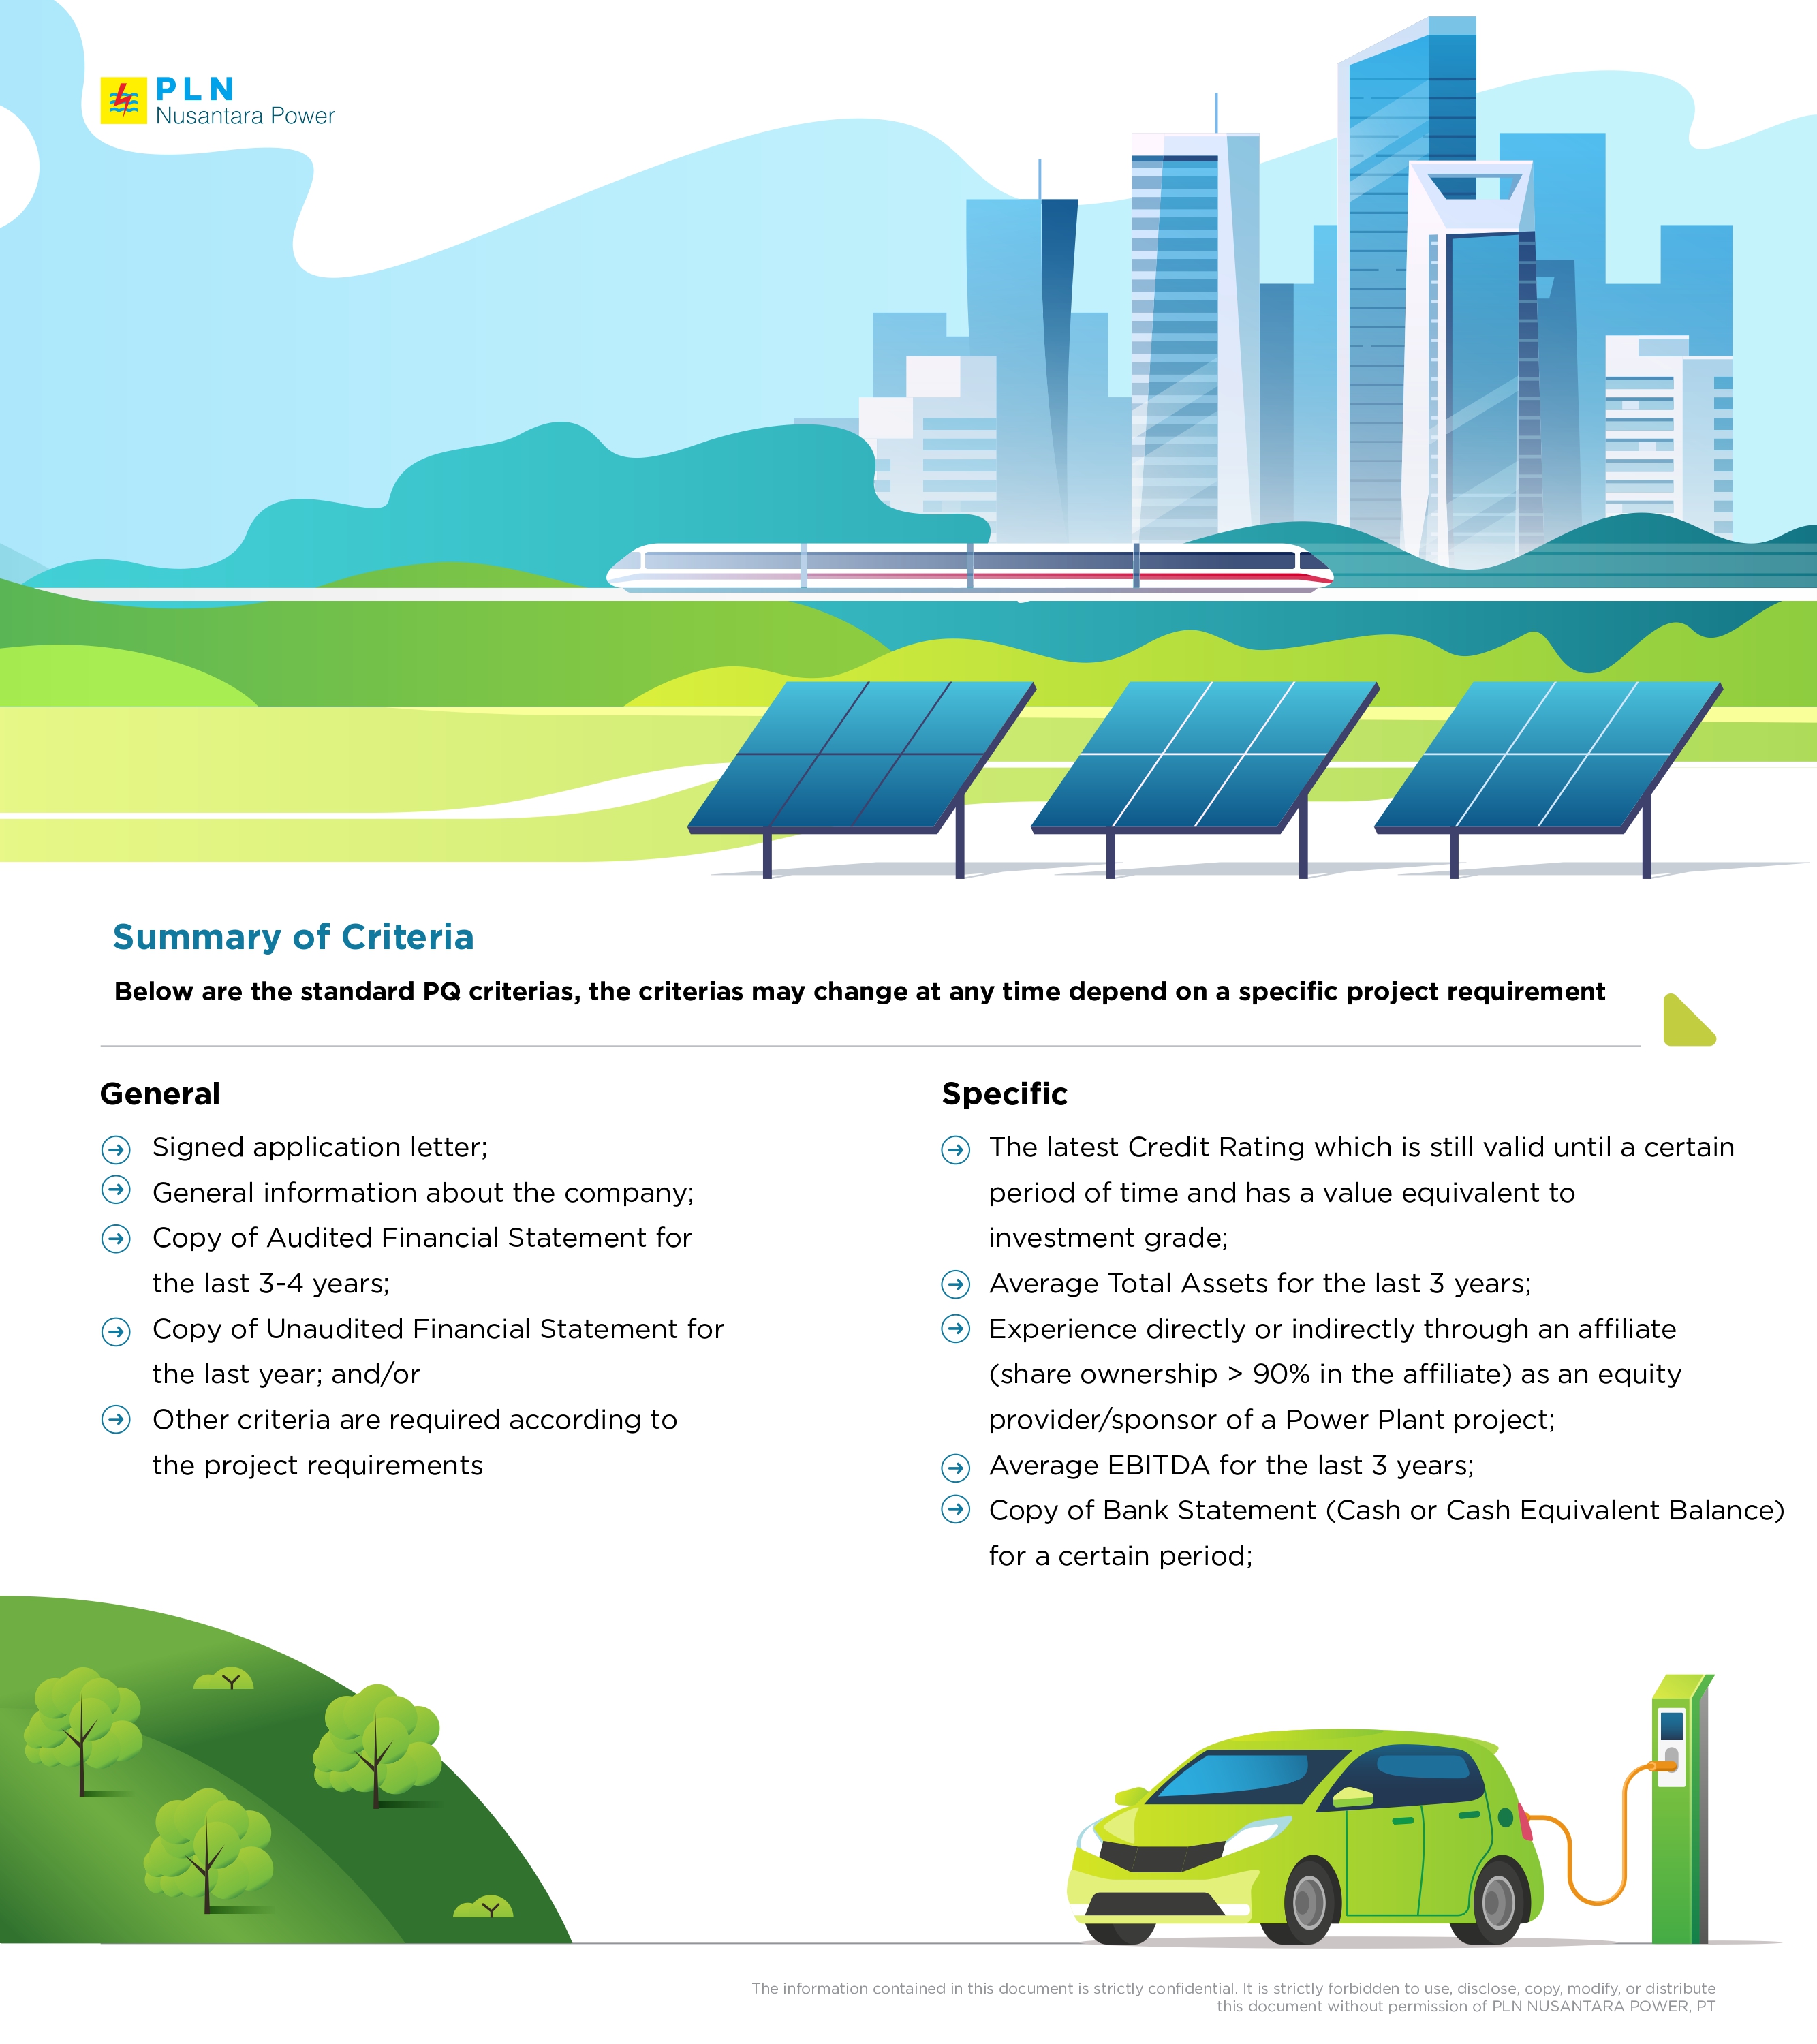 PLN
Nusantara Power
Summary of Criteria
Below are the standard PQ criterias, the criterias may change at any time depend on a specific project requirement
General
Signed application letter;
General information about the company;
Copy of Audited Financial Statement for
the last 3-4 years;
Copy of Unaudited Financial Statement for
the last year; and/or
Other criteria are required according to
the project requirements
Specific
The latest Credit Rating which is still valid until a certain
period of time and has a value equivalent to
investment grade;
Average Total Assets for the last 3 years;
Experience directly or indirectly through an affiliate
(share ownership > 90% in the affiliate) as an equity
provider/sponsor of a Power Plant project;
Average EBITDA for the last 3 years;
Copy of Bank Statement (Cash or Cash Equivalent Balance)
for a certain period;
The information contained in this document is strictly confidential. It is strictly forbidden to use, disclose, copy, modify, or distribute
this document without permission of PLN NUSANTARA POWER, PT